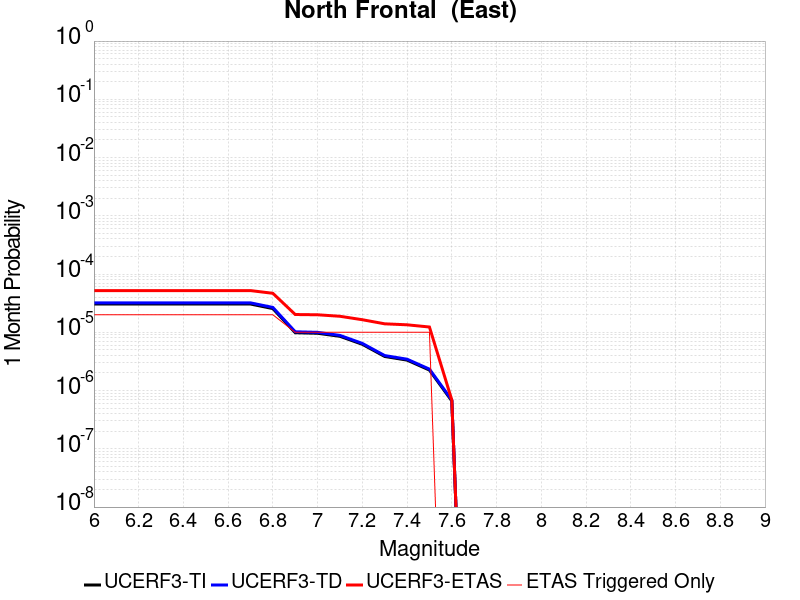 North Frontal  (East)
10^0
10^-1
10^-2
10^-3
10^-4
10^-5
10^-6
10^-7
10^-8
1 Month Probability
6 6.2 6.4 6.6 6.8 7 7.2 7.4 7.6 7.8 8 8.2 8.4 8.6 8.8 9
Magnitude
UCERF3-TI UCERF3-TD UCERF3-ETAS ETAS Triggered Only